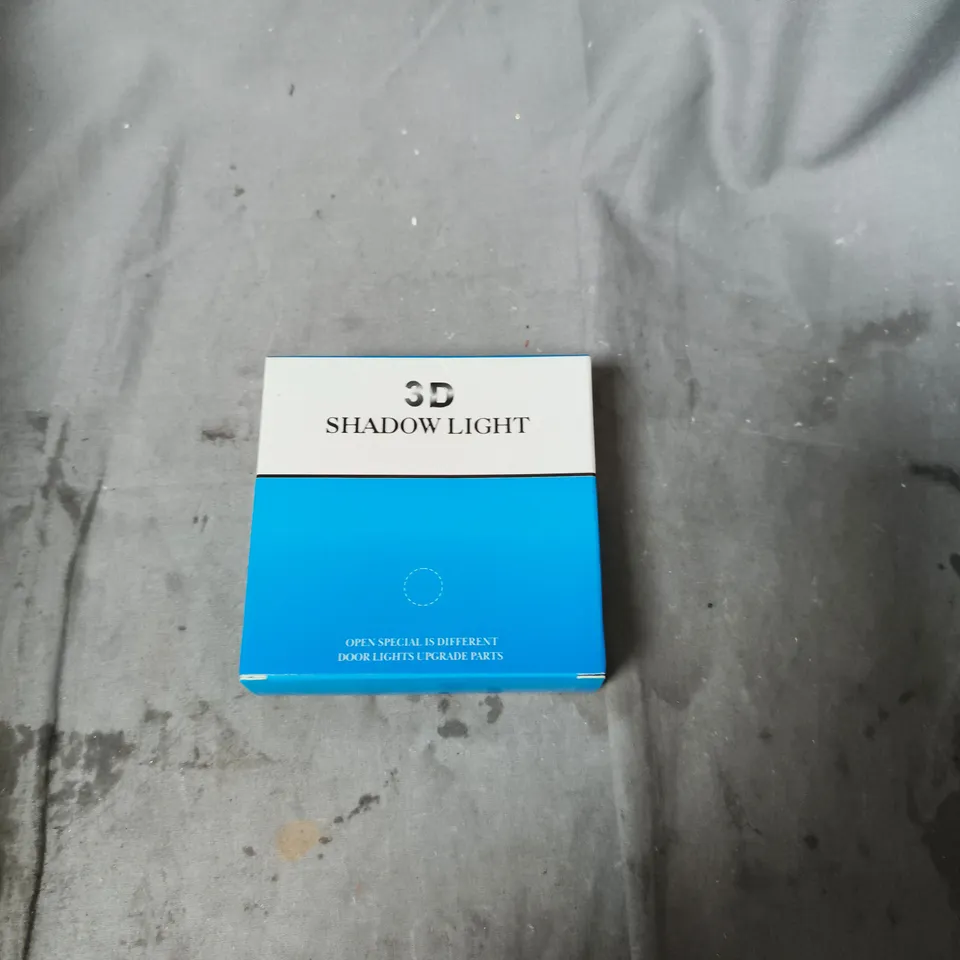 3D
SHADOW LIGHT
OPEN SPECIAL IS DIFFERENT
DOOR LIGHTS UPGRADE PARTS